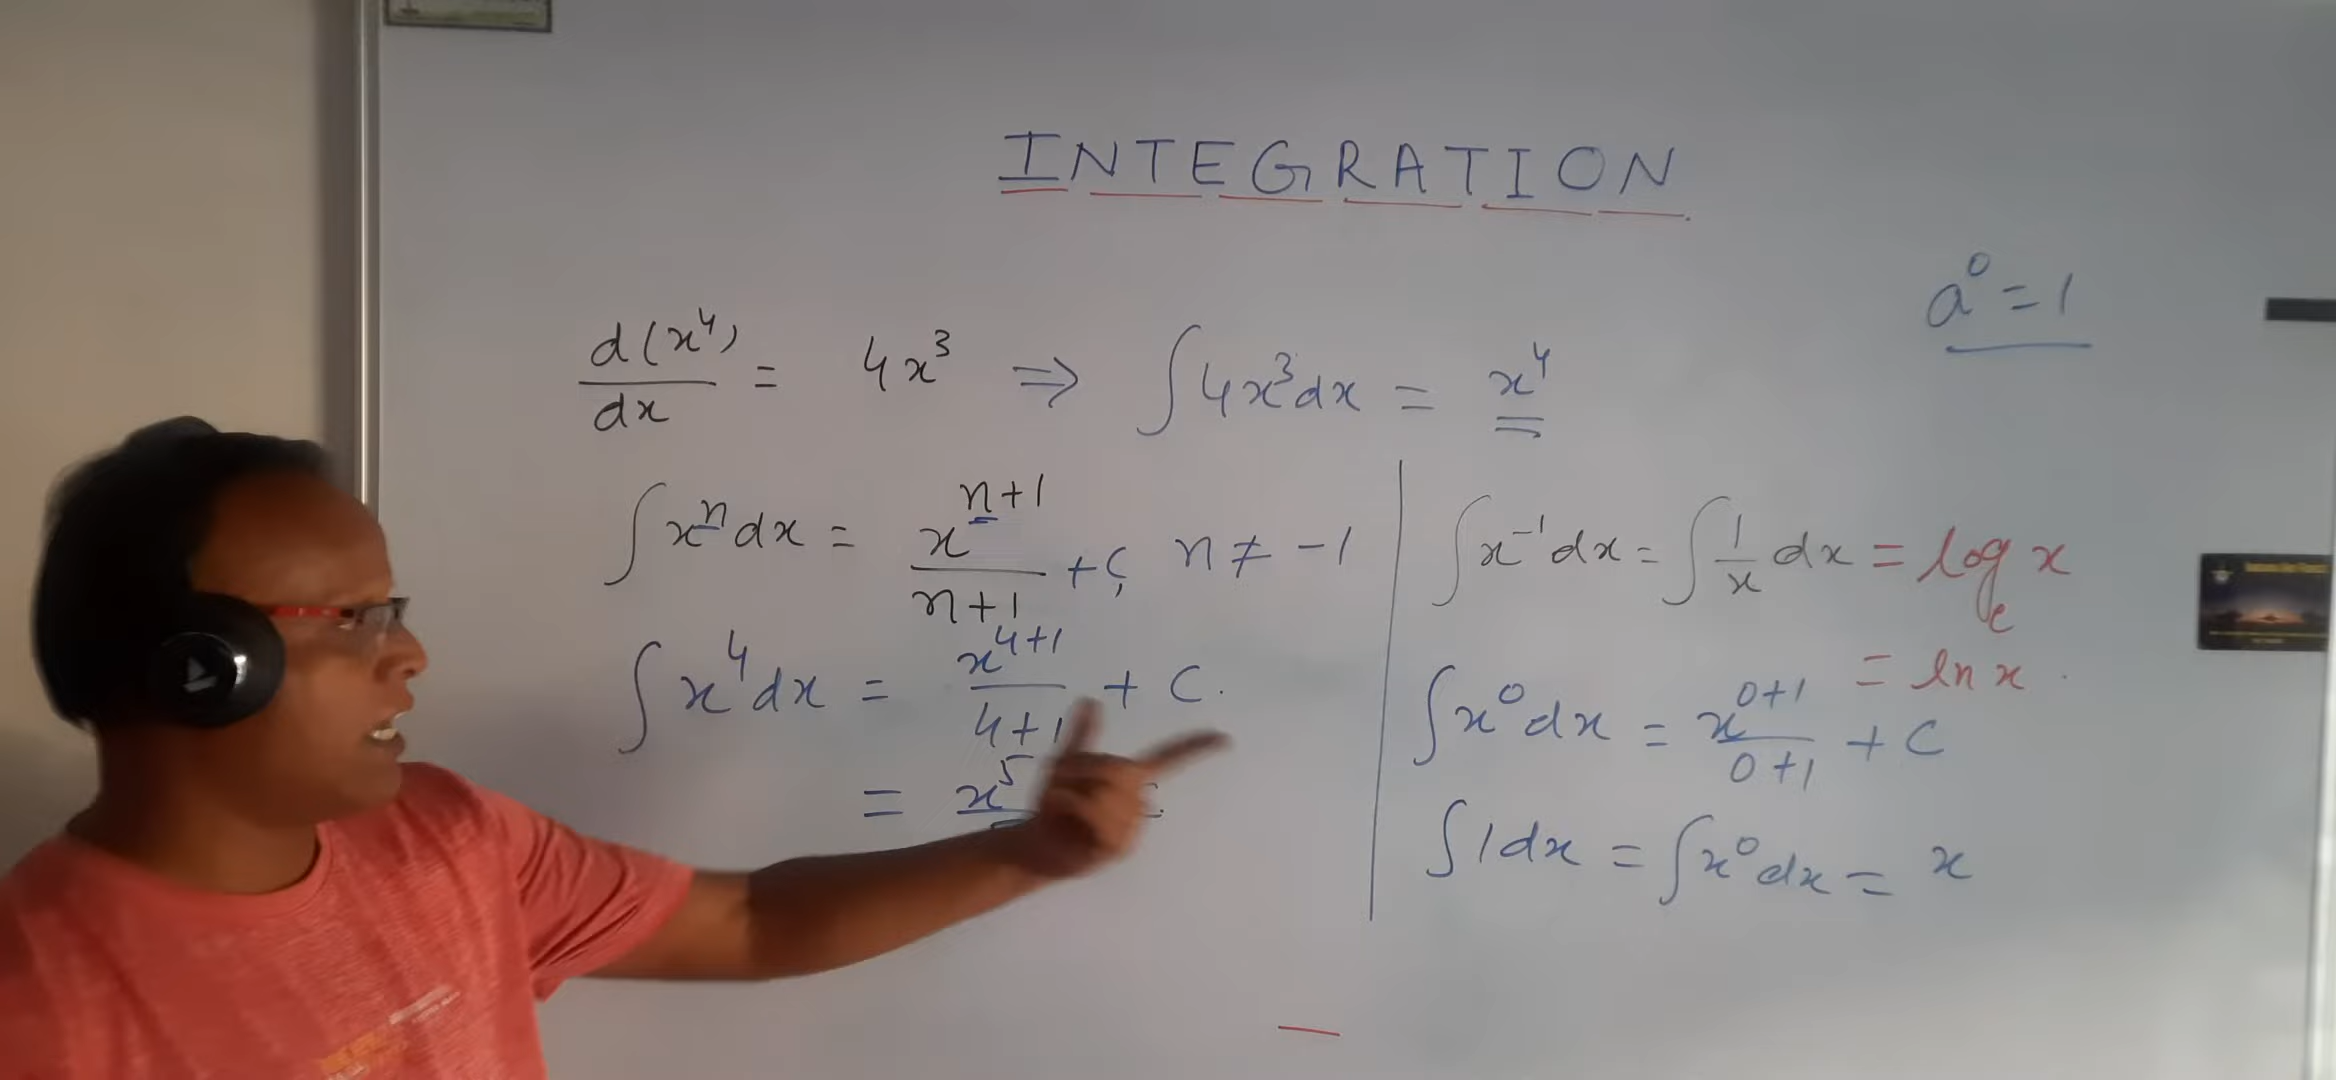 INTEGRATION
a⁰ = 1
d(x⁴)/dx = 4x³ ⇒ ∫4x³dx = x⁴
∫xⁿdx = xⁿ⁺¹/n+1 + C, n ≠ -1
∫x⁴dx = x⁴⁺¹/4+1 + C.
= x⁵
∫x⁻¹dx = ∫1/x dx = logₑ x
= ln x.
∫x⁰dx = x⁰⁺¹/0+1 + C
∫1dx = ∫x⁰dx = x